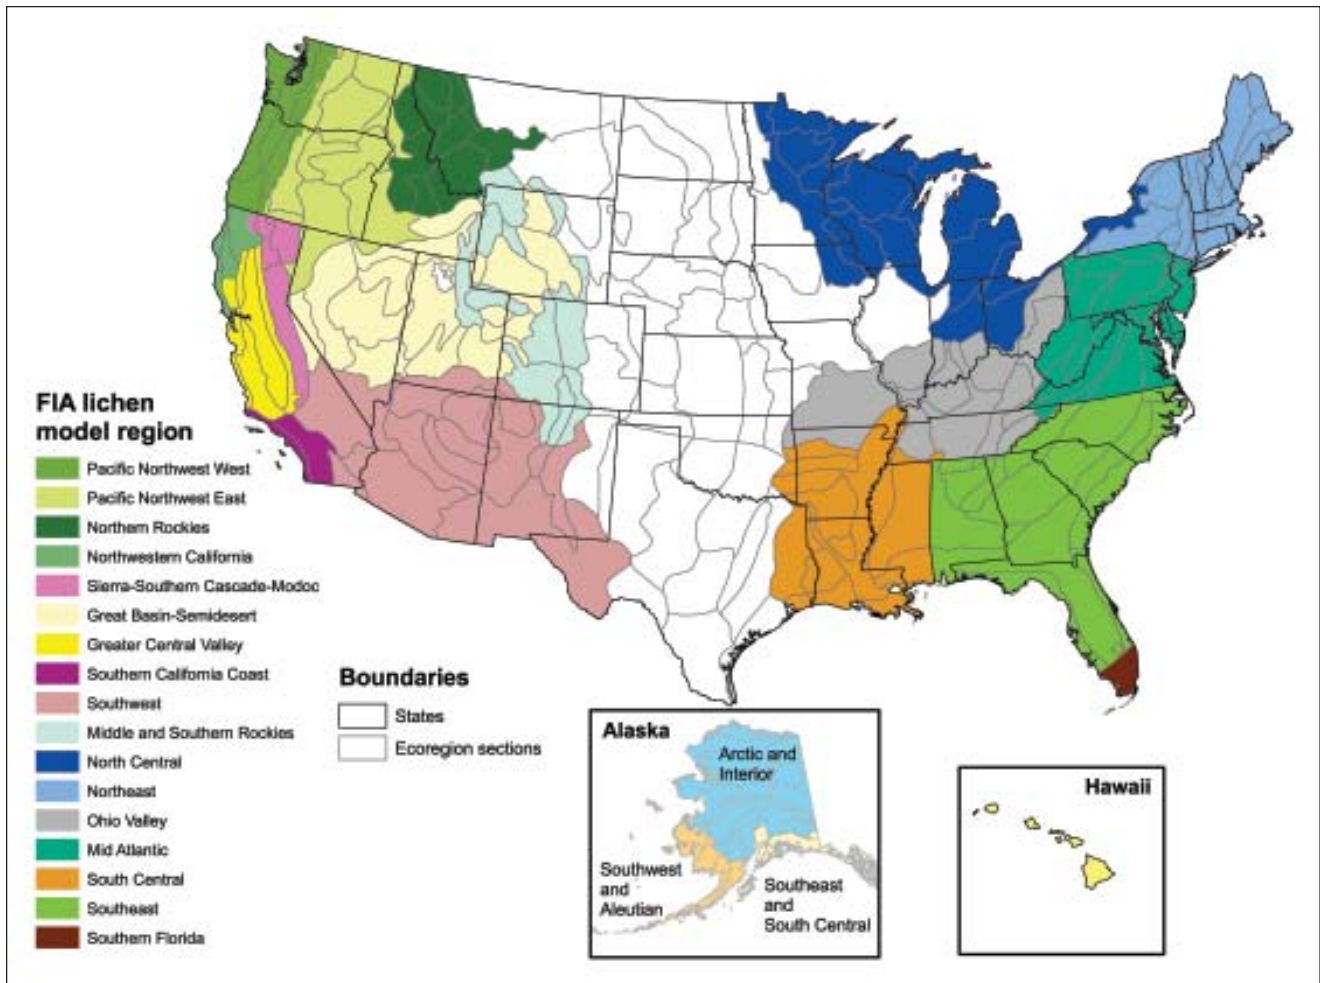 FIA lichen
model region
Pacific Northwest West
Pacific Northwest East
Northern Rockies
Northwestern California
Sierra-Southern Cascade-Modoc
Great Basin-Semidesert
Greater Central Valley
Southern California Coast
Southwest
Middle and Southern Rockies
North Central
Northeast
Ohio Valley
Mid Atlantic
South Central
Southeast
Southern Florida
Boundaries
States
Ecoregion sections
Alaska
Arctic and
Interior
Southwest
and
Aleutian
Southeast
and
South Central
Hawaii